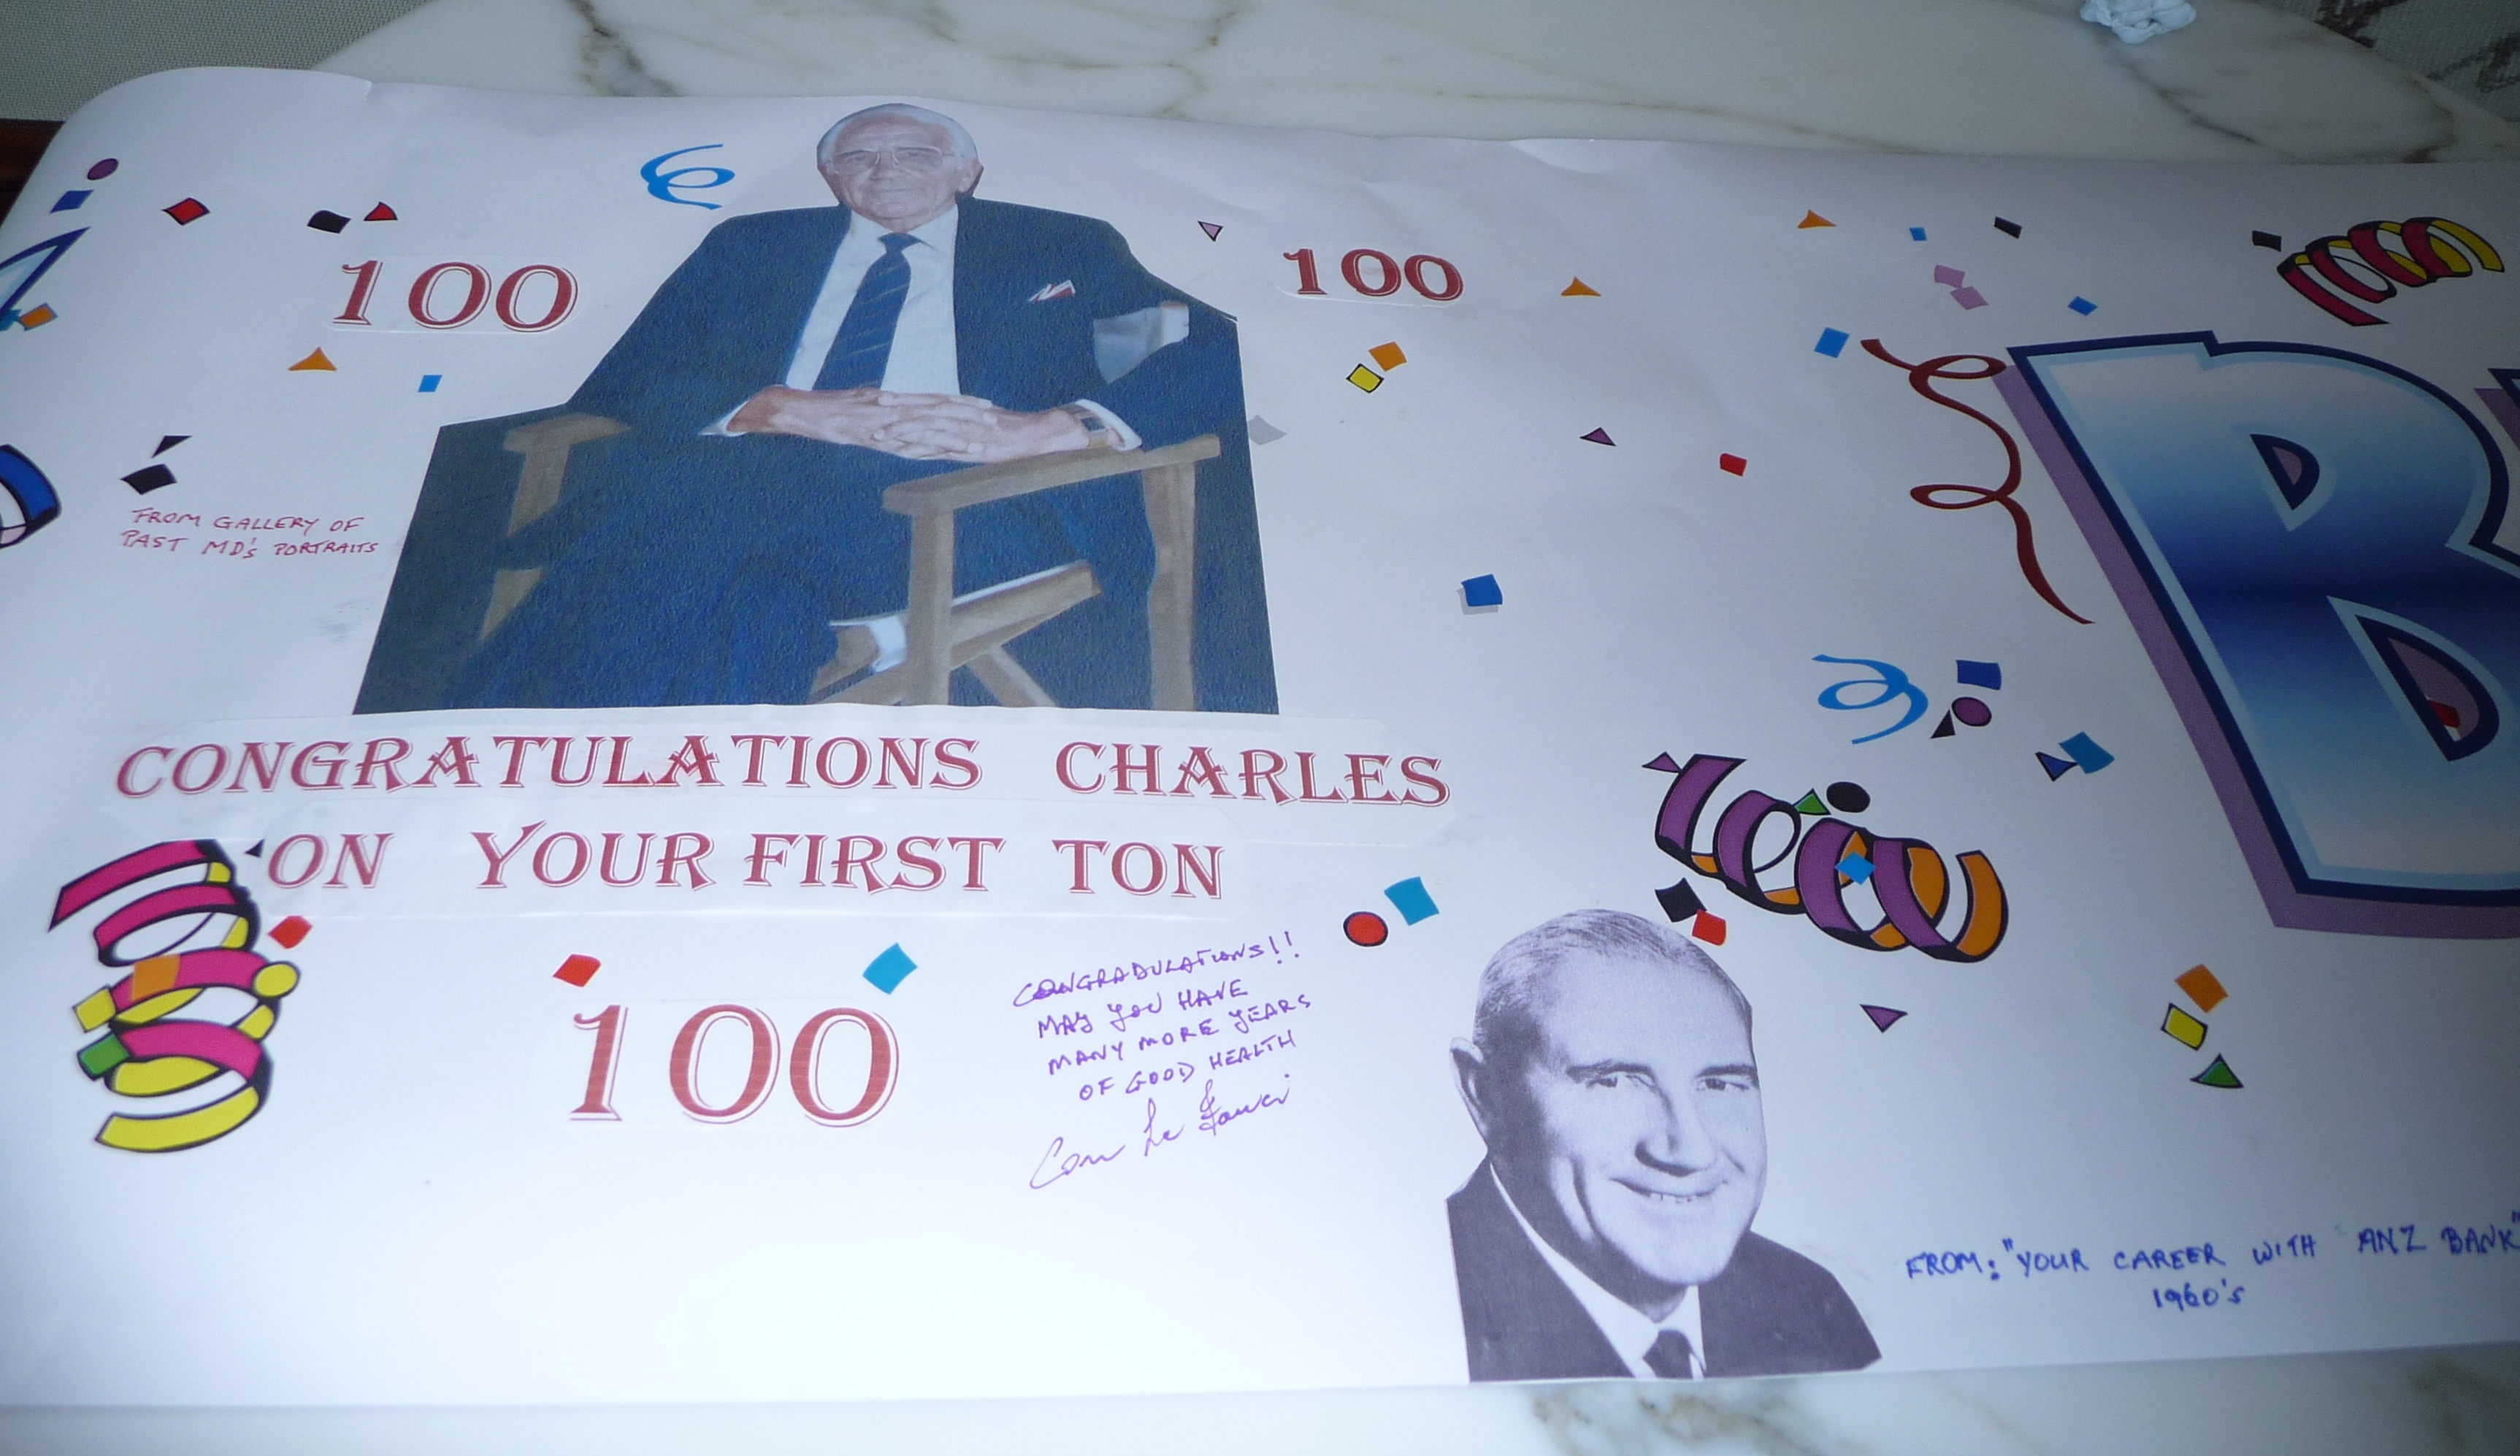 100
100
FROM GALLERY OF
PAST MD's PORTRAITS
CONGRATULATIONS CHARLES
ON YOUR FIRST TON
100
CONGRADULATIONS!!
MAY YOU HAVE
MANY MORE YEARS
OF GOOD HEALTH
B
FROM: "YOUR CAREER WITH ANZ BANK"
1960's